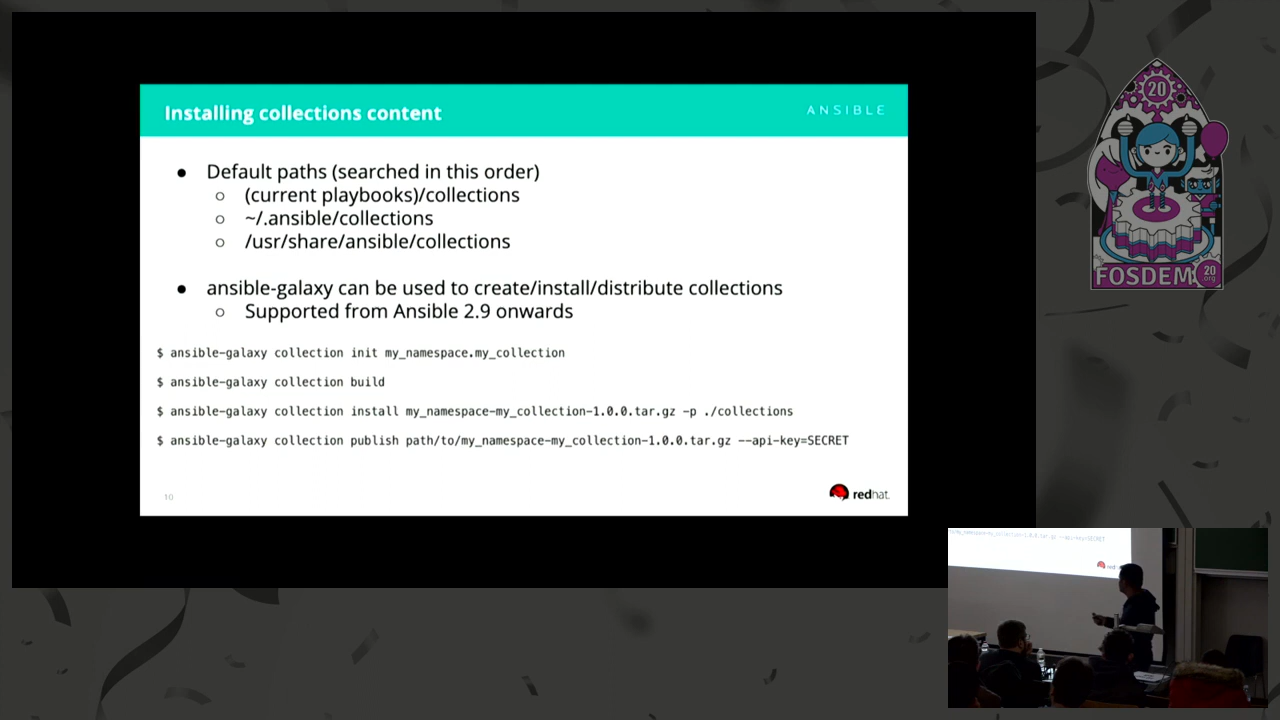 Installing collections content
ANSIBLE
● Default paths (searched in this order)
○ (current playbooks)/collections
○ ~/.ansible/collections
○ /usr/share/ansible/collections
● ansible-galaxy can be used to create/install/distribute collections
○ Supported from Ansible 2.9 onwards
$ ansible-galaxy collection init my_namespace.my_collection
$ ansible-galaxy collection build
$ ansible-galaxy collection install my_namespace-my_collection-1.0.0.tar.gz -p ./collections
$ ansible-galaxy collection publish path/to/my_namespace-my_collection-1.0.0.tar.gz --api-key=SECRET
10
redhat.
20
FOSDEM
20
.org